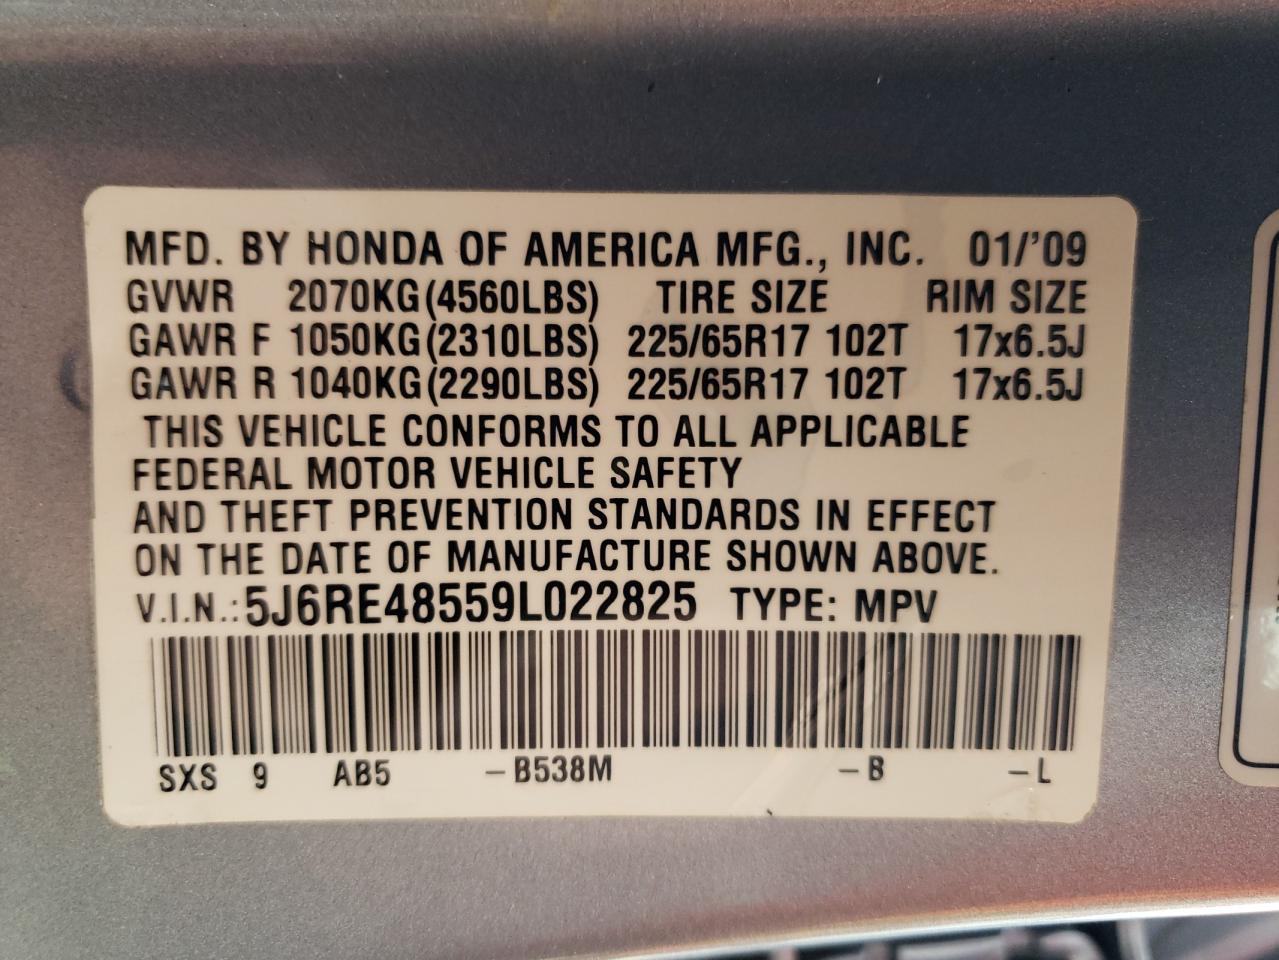 MFD. BY HONDA OF AMERICA MFG., INC. 01/'09
GVWR 2070KG(4560LBS) TIRE SIZE RIM SIZE
GAWR F 1050KG(2310LBS) 225/65R17 102T 17x6.5J
GAWR R 1040KG(2290LBS) 225/65R17 102T 17x6.5J
THIS VEHICLE CONFORMS TO ALL APPLICABLE
FEDERAL MOTOR VEHICLE SAFETY
AND THEFT PREVENTION STANDARDS IN EFFECT
ON THE DATE OF MANUFACTURE SHOWN ABOVE.
V.I.N.: 5J6RE48559L022825 TYPE: MPV
SXS 9 AB5 -B538M -B -L